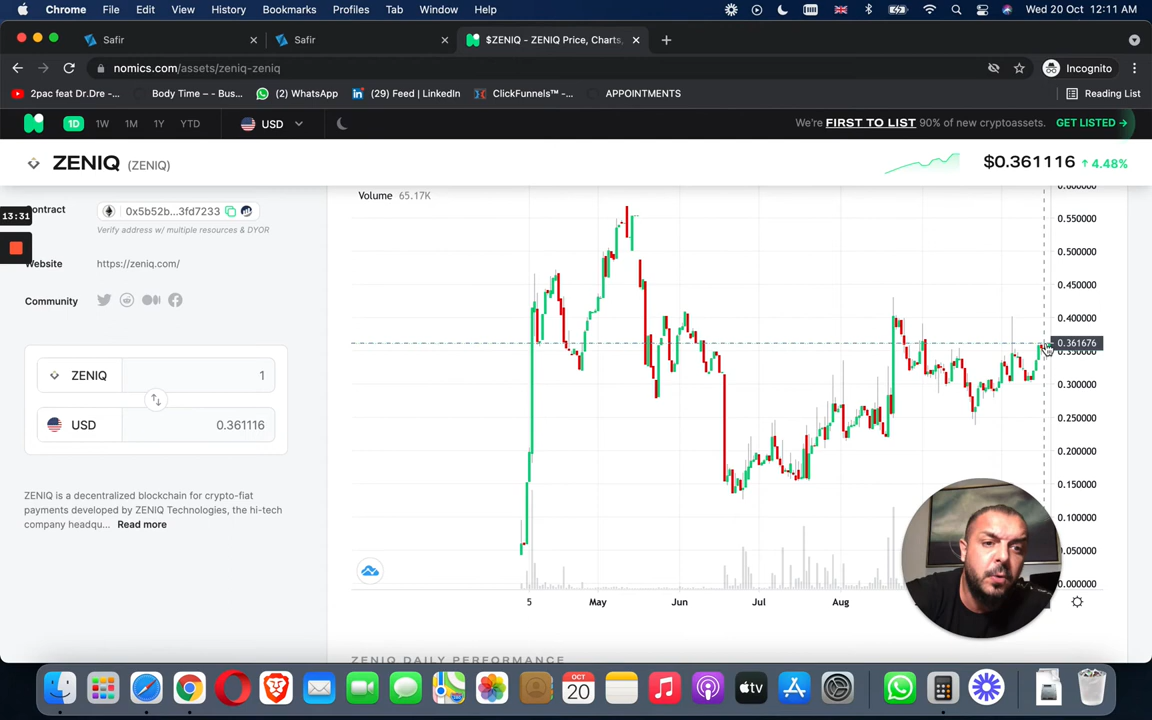 Chrome File Edit View History Bookmarks Profiles Tab Window Help Wed 20 Oct 12:11 AM
Safir × Safir × $ZENIQ - ZENIQ Price, Charts, × +
nomics.com/assets/zeniq-zeniq Incognito
2pac feat Dr.Dre -... Body Time – - Bus... (2) WhatsApp (29) Feed | LinkedIn ClickFunnels™ -... APPOINTMENTS Reading List
1D 1W 1M 1Y YTD USD We're FIRST TO LIST 90% of new cryptoassets. GET LISTED →
ZENIQ (ZENIQ) $0.361116 ↑ 4.48%
Volume 65.17K
13:31
Contract 0x5b52b...3fd7233
Verify address w/ multiple resources & DYOR
Website https://zeniq.com/
Community
ZENIQ 1
USD 0.361116
ZENIQ is a decentralized blockchain for crypto-fiat
payments developed by ZENIQ Technologies, the hi-tech
company headqu... Read more
0.600000
0.550000
0.500000
0.450000
0.400000
0.361676
0.350000
0.300000
0.250000
0.200000
0.150000
0.100000
0.050000
0.000000
5 May Jun Jul Aug
ZENIQ DAILY PERFORMANCE
OCT
20
tv